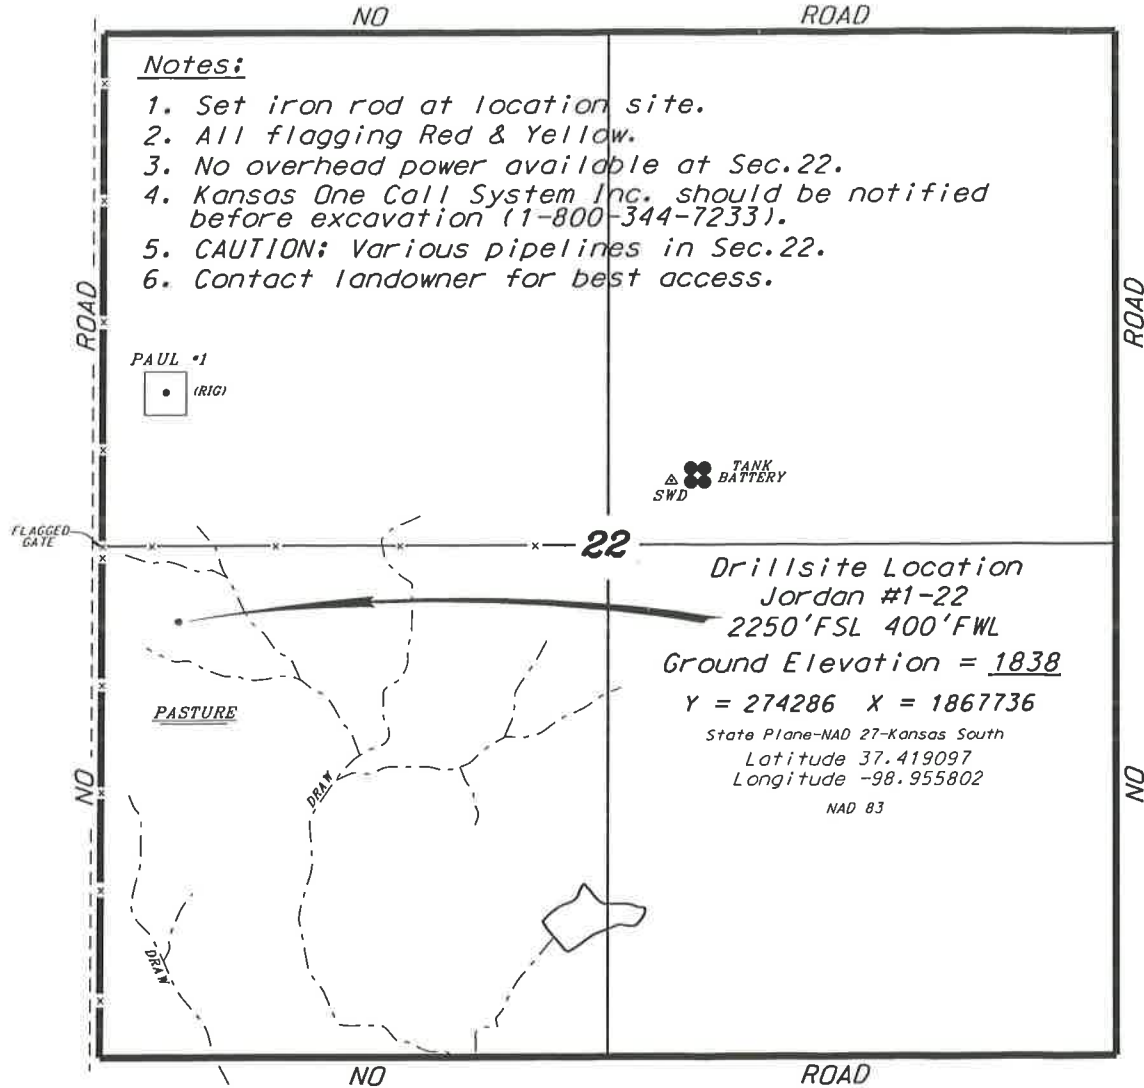 NO ROAD
Notes:
1. Set iron rod at location site.
2. All flagging Red & Yellow.
3. No overhead power available at Sec.22.
4. Kansas One Call System Inc. should be notified
before excavation (1-800-344-7233).
5. CAUTION: Various pipelines in Sec.22.
6. Contact landowner for best access.
ROAD
ROAD
PAUL #1
(RIG)
TANK
BATTERY
SWD
FLAGGED
GATE
22
Drillsite Location
Jordan #1-22
2250'FSL 400'FWL
Ground Elevation = 1838
Y = 274286 X = 1867736
State Plane-NAD 27-Kansas South
Latitude 37.419097
Longitude -98.955802
NAD 83
PASTURE
DRAW
NO
NO
DRAW
NO ROAD